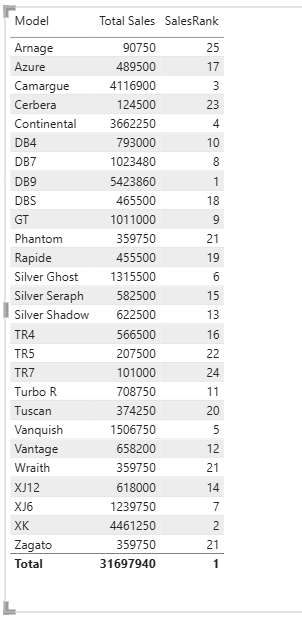 Model Total Sales SalesRank
Arnage 90750 25
Azure 489500 17
Camargue 4116900 3
Cerbera 124500 23
Continental 3662250 4
DB4 793000 10
DB7 1023480 8
DB9 5423860 1
DBS 465500 18
GT 1011000 9
Phantom 359750 21
Rapide 455500 19
Silver Ghost 1315500 6
Silver Seraph 582500 15
Silver Shadow 622500 13
TR4 566500 16
TR5 207500 22
TR7 101000 24
Turbo R 708750 11
Tuscan 374250 20
Vanquish 1506750 5
Vantage 658200 12
Wraith 359750 21
XJ12 618000 14
XJ6 1239750 7
XK 4461250 2
Zagato 359750 21
Total 31697940 1